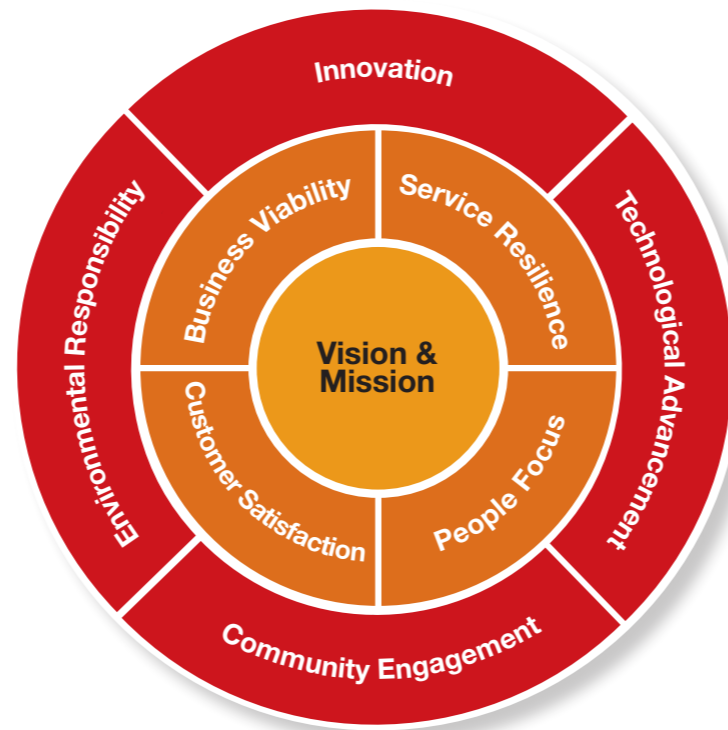 Innovation
Technological Advancement
Community Engagement
Environmental Responsibility
Business Viability
Service Resilience
People Focus
Customer Satisfaction
Vision &
Mission